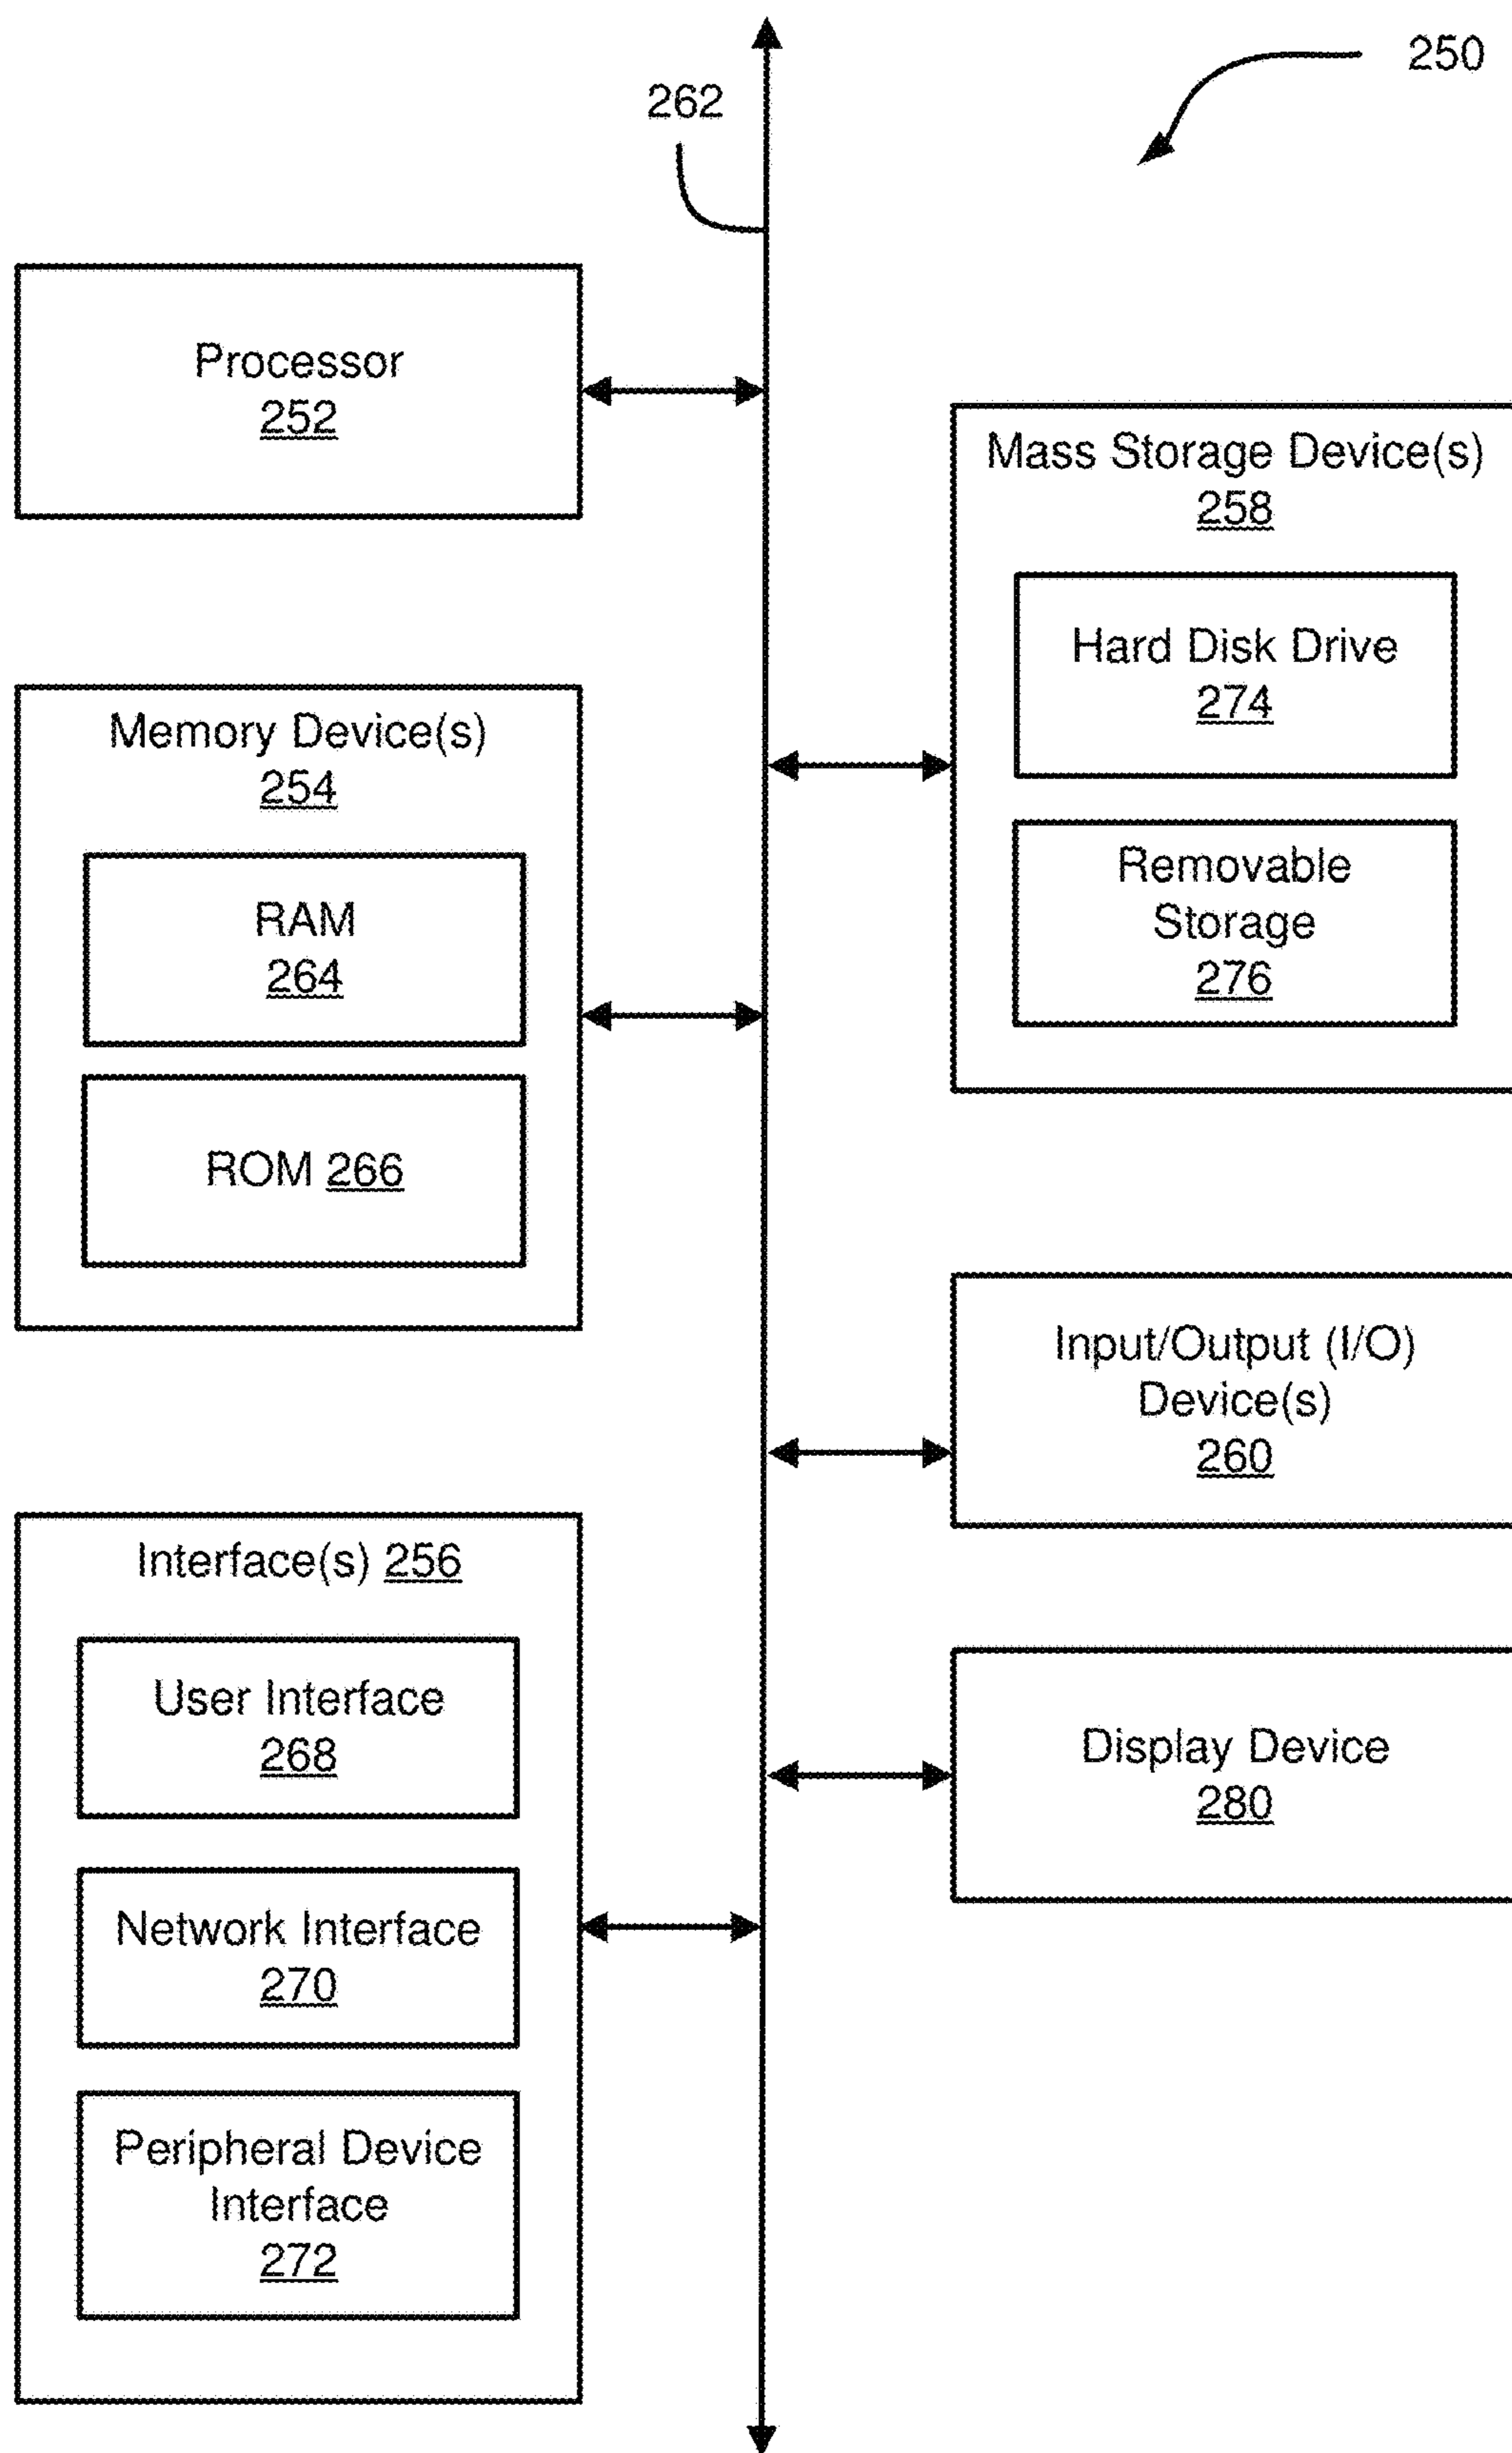 250
262
Processor
252
Mass Storage Device(s)
258
Hard Disk Drive
274
Removable
Storage
276
Memory Device(s)
254
RAM
264
ROM 266
Input/Output (I/O)
Device(s)
260
Interface(s) 256
User Interface
268
Network Interface
270
Peripheral Device
Interface
272
Display Device
280